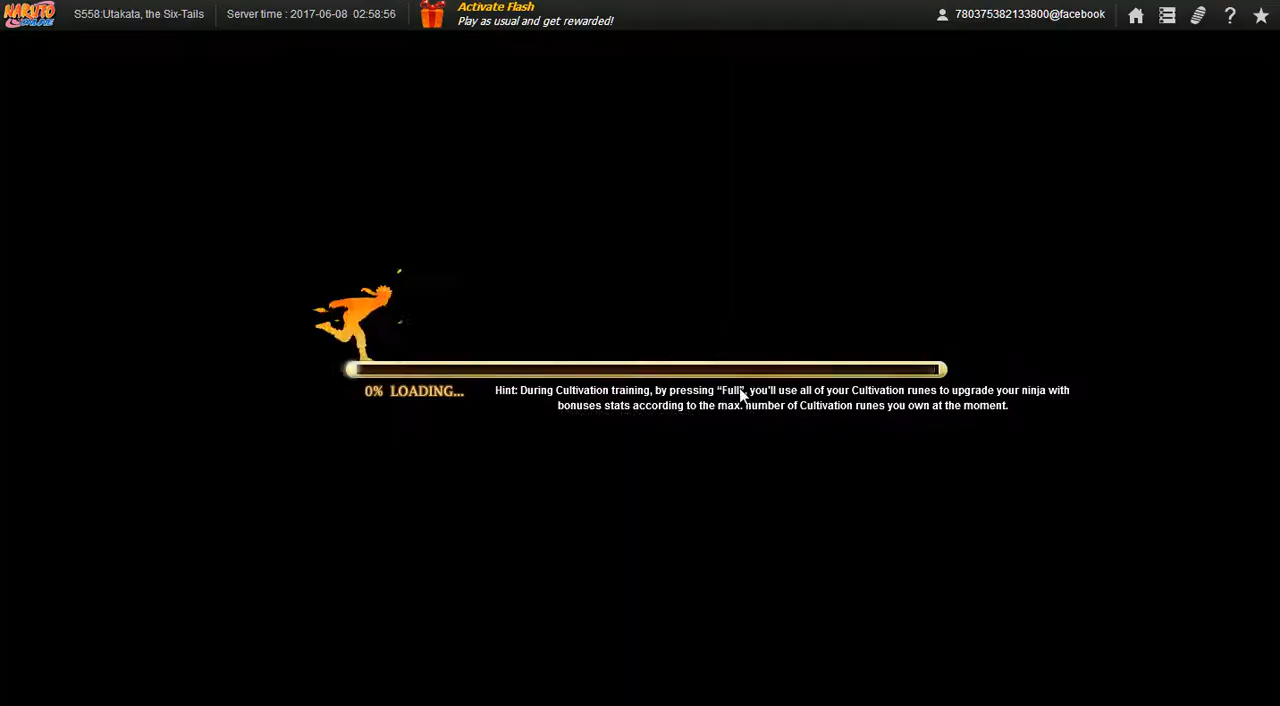 NARUTO
ONLINE
S558:Utakata, the Six-Tails
Server time : 2017-06-08 02:58:56
Activate Flash
Play as usual and get rewarded!
780375382133800@facebook
?
0% LOADING...
Hint: During Cultivation training, by pressing “Full”, you'll use all of your Cultivation runes to upgrade your ninja with
bonuses stats according to the max. number of Cultivation runes you own at the moment.